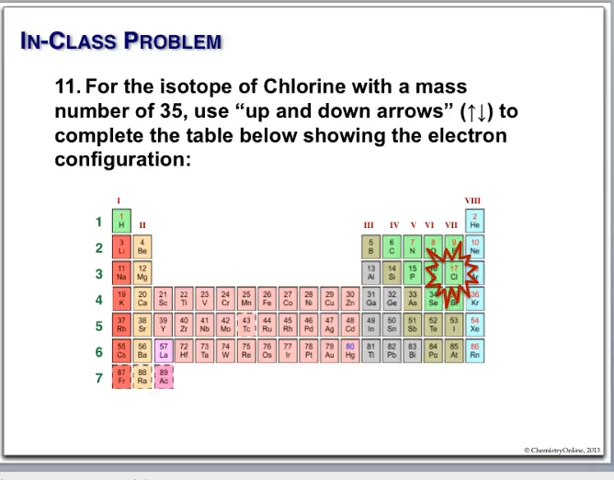 IN-CLASS PROBLEM
11. For the isotope of Chlorine with a mass
number of 35, use “up and down arrows” (↑↓) to
complete the table below showing the electron
configuration:
I VIII
1 1 H II III IV V VI VII 2 He
2 3 Li 4 Be 5 B 6 C 7 N 8 9 10 Ne
3 11 Na 12 Mg 13 Al 14 Si 15 P 17 Cl Ar
4 19 K 20 Ca 21 Sc 22 Ti 23 V 24 Cr 25 Mn 26 Fe 27 Co 28 Ni 29 Cu 30 Zn 31 Ga 32 Ge 33 As 34 Se Br 36 Kr
5 37 Rb 38 Sr 39 Y 40 Zr 41 Nb 42 Mo 43 Tc 44 Ru 45 Rh 46 Pd 47 Ag 48 Cd 49 In 50 Sn 51 Sb 52 Te 53 I 54 Xe
6 55 Cs 56 Ba 57 La 72 Hf 73 Ta 74 W 75 Re 76 Os 77 Ir 78 Pt 79 Au 80 Hg 81 Tl 82 Pb 83 Bi 84 Po 85 At 86 Rn
7 87 Fr 88 Ra 89 Ac
© ChemistryOnline, 2013